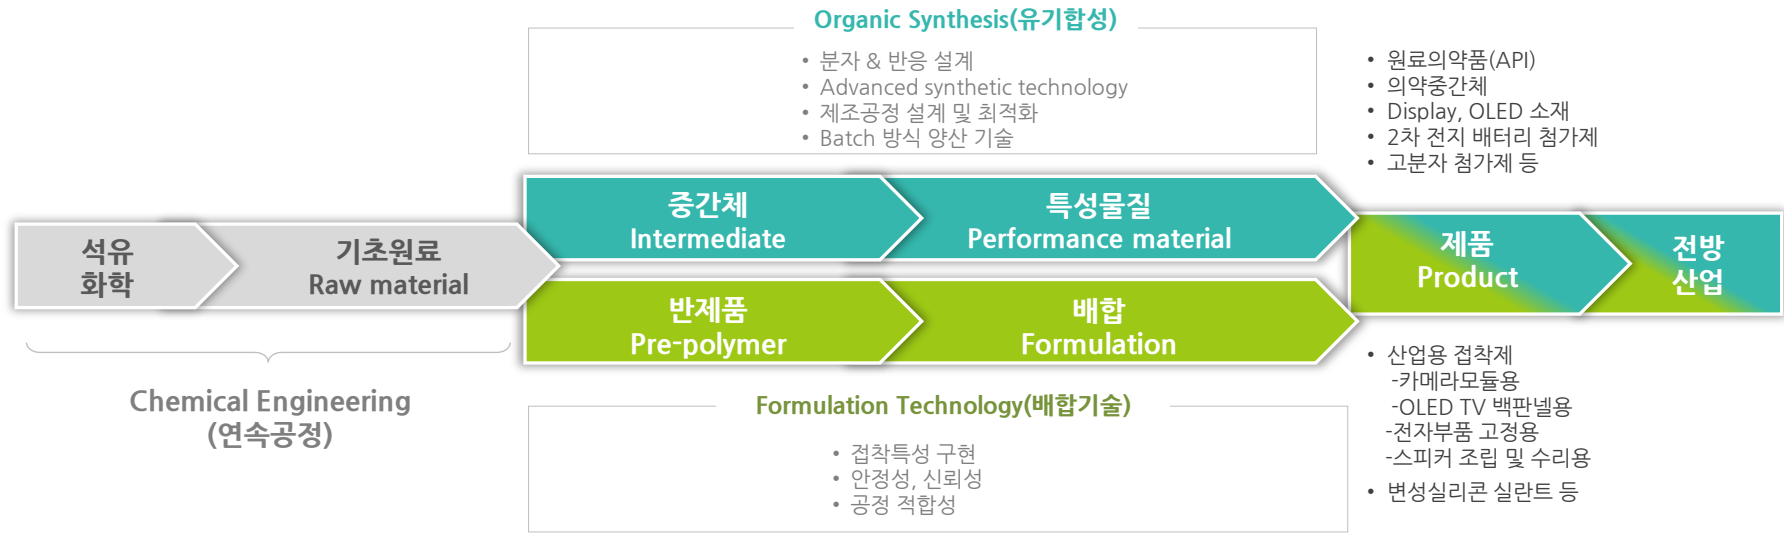 Organic Synthesis(유기합성)
• 분자 & 반응 설계
• Advanced synthetic technology
• 제조공정 설계 및 최적화
• Batch 방식 양산 기술
• 원료의약품(API)
• 의약중간체
• Display, OLED 소재
• 2차 전지 배터리 첨가제
• 고분자 첨가제 등
석유
화학
기초원료
Raw material
중간체
Intermediate
특성물질
Performance material
반제품
Pre-polymer
배합
Formulation
제품
Product
전방
산업
Chemical Engineering
(연속공정)
Formulation Technology(배합기술)
• 접착특성 구현
• 안정성, 신뢰성
• 공정 적합성
• 산업용 접착제
-카메라모듈용
-OLED TV 백판넬용
-전자부품 고정용
-스피커 조립 및 수리용
• 변성실리콘 실란트 등